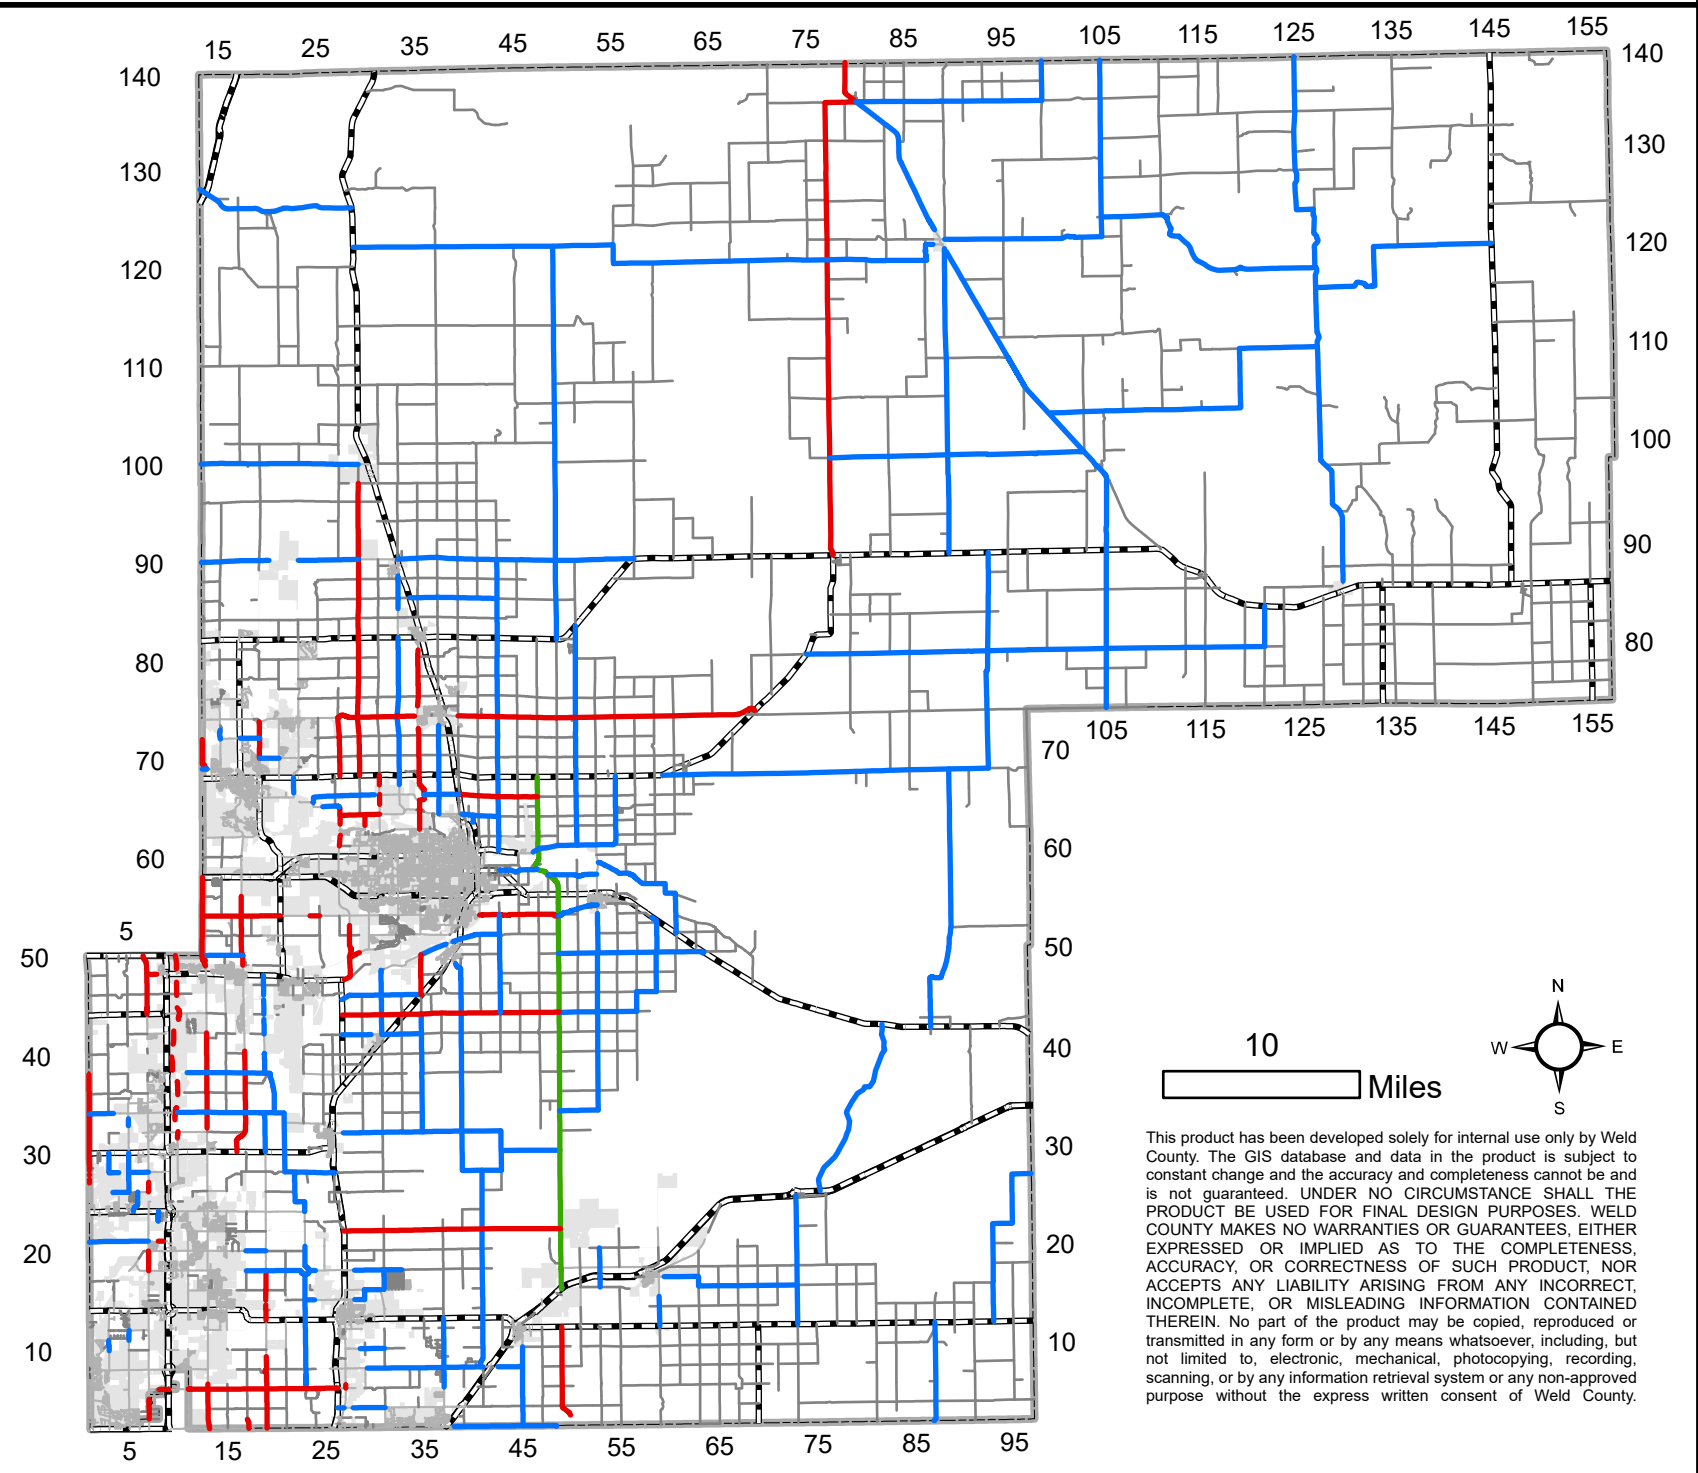 15 25 35 45 55 65 75 85 95 105 115 125 135 145 155
140 140
130 130
120 120
110 110
100 100
90 90
80 80
105 115 125 135 145 155
70 70
60 60
5
50 50
40 40
30 30
20 20
10 10
5 15 25 35 45 55 65 75 85 95
10
Miles
N
W E
S
This product has been developed solely for internal use only by Weld
County. The GIS database and data in the product is subject to
constant change and the accuracy and completeness cannot be and
is not guaranteed. UNDER NO CIRCUMSTANCE SHALL THE
PRODUCT BE USED FOR FINAL DESIGN PURPOSES. WELD
COUNTY MAKES NO WARRANTIES OR GUARANTEES, EITHER
EXPRESSED OR IMPLIED AS TO THE COMPLETENESS,
ACCURACY, OR CORRECTNESS OF SUCH PRODUCT, NOR
ACCEPTS ANY LIABILITY ARISING FROM ANY INCORRECT,
INCOMPLETE, OR MISLEADING INFORMATION CONTAINED
THEREIN. No part of the product may be copied, reproduced or
transmitted in any form or by any means whatsoever, including, but
not limited to, electronic, mechanical, photocopying, recording,
scanning, or by any information retrieval system or any non-approved
purpose without the express written consent of Weld County.